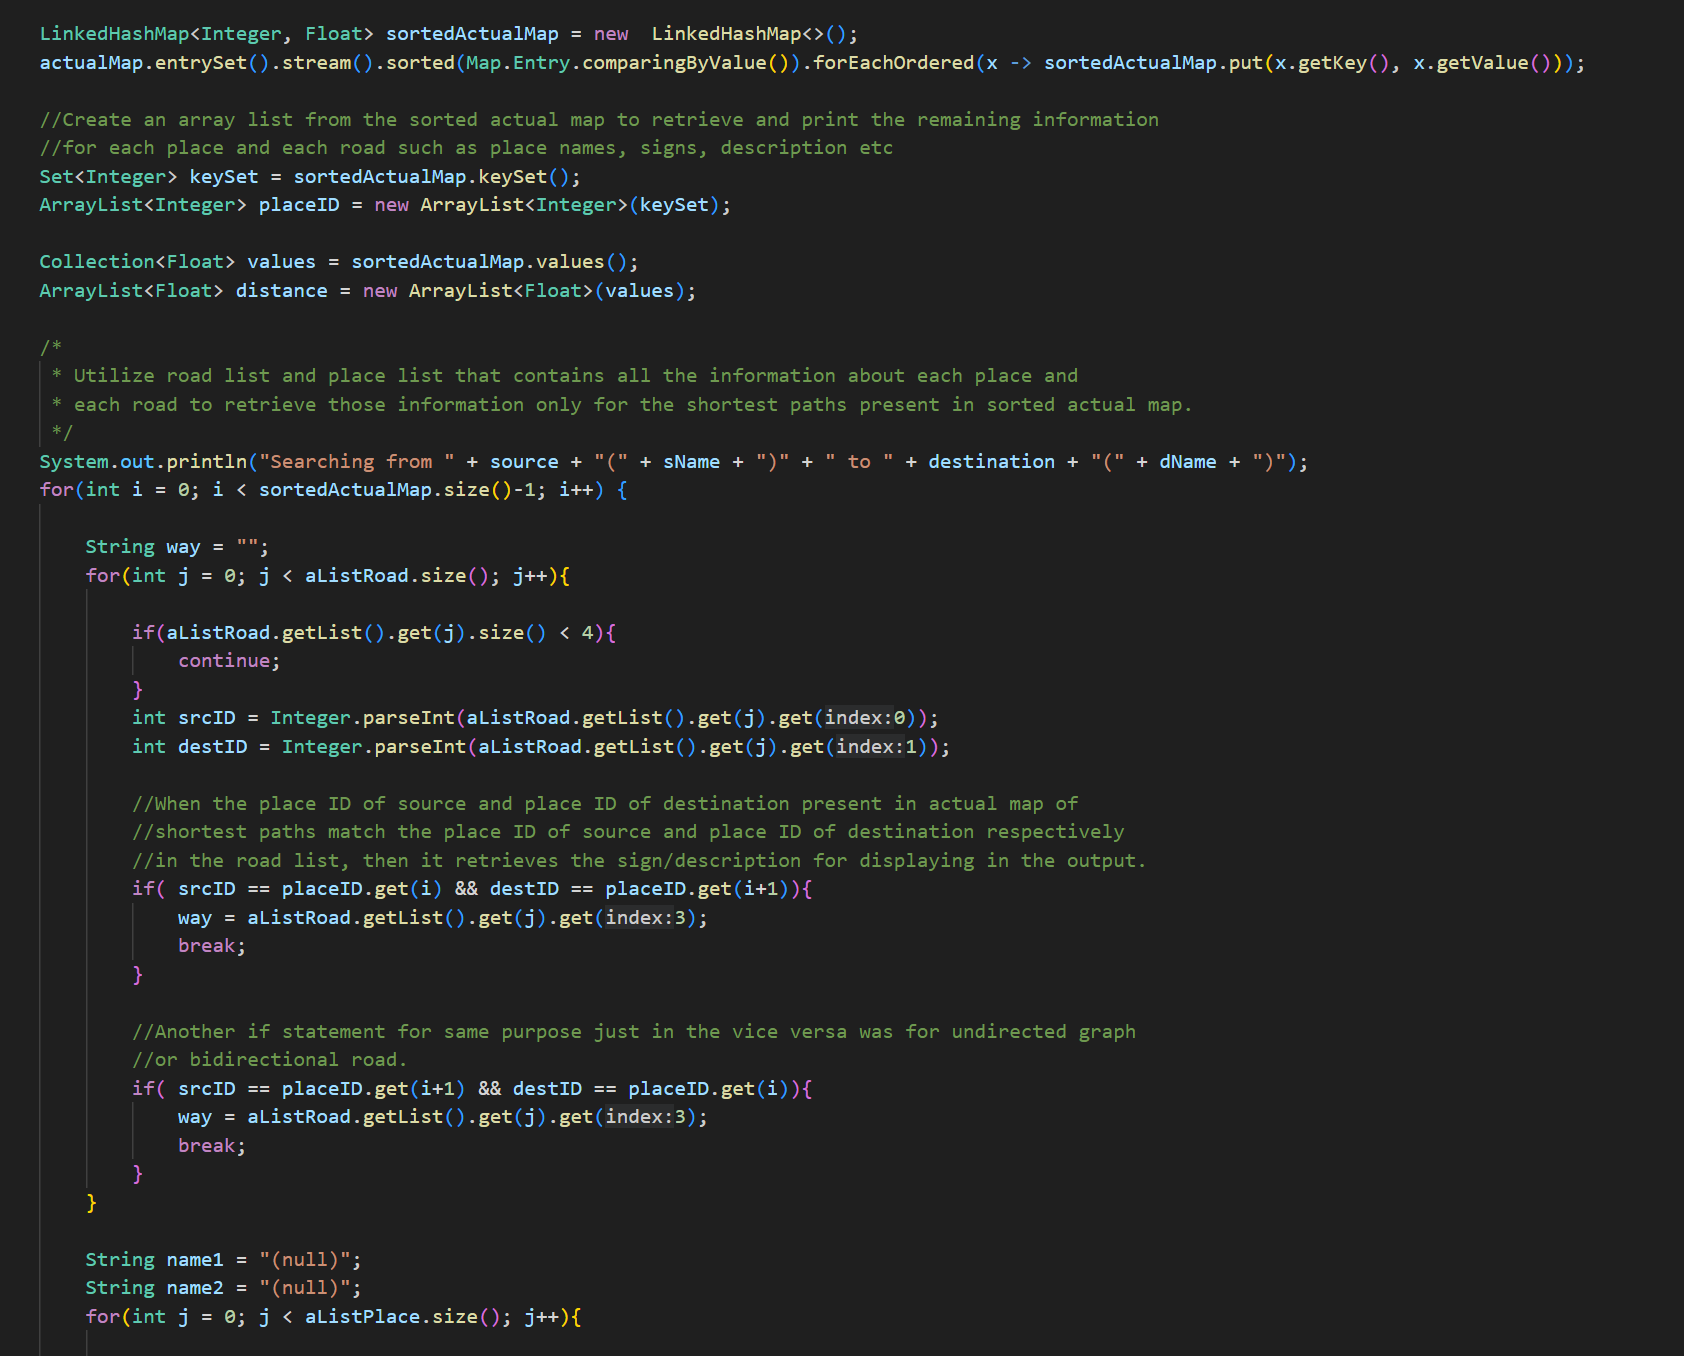 LinkedHashMap<Integer, Float> sortedActualMap = new  LinkedHashMap<>();
actualMap.entrySet().stream().sorted(Map.Entry.comparingByValue()).forEachOrdered(x -> sortedActualMap.put(x.getKey(), x.getValue()));
//Create an array list from the sorted actual map to retrieve and print the remaining information
//for each place and each road such as place names, signs, description etc
Set<Integer> keySet = sortedActualMap.keySet();
ArrayList<Integer> placeID = new ArrayList<Integer>(keySet);
Collection<Float> values = sortedActualMap.values();
ArrayList<Float> distance = new ArrayList<Float>(values);
/*
 * Utilize road list and place list that contains all the information about each place and
 * each road to retrieve those information only for the shortest paths present in sorted actual map.
 */
System.out.println("Searching from " + source + "(" + sName + ")" + " to " + destination + "(" + dName + ")");
for(int i = 0; i < sortedActualMap.size()-1; i++) {
    String way = "";
    for(int j = 0; j < aListRoad.size(); j++){
        if(aListRoad.getList().get(j).size() < 4){
            continue;
        }
        int srcID = Integer.parseInt(aListRoad.getList().get(j).get(index:0));
        int destID = Integer.parseInt(aListRoad.getList().get(j).get(index:1));
        //When the place ID of source and place ID of destination present in actual map of
        //shortest paths match the place ID of source and place ID of destination respectively
        //in the road list, then it retrieves the sign/description for displaying in the output.
        if( srcID == placeID.get(i) && destID == placeID.get(i+1)){
            way = aListRoad.getList().get(j).get(index:3);
            break;
        }
        //Another if statement for same purpose just in the vice versa was for undirected graph
        //or bidirectional road.
        if( srcID == placeID.get(i+1) && destID == placeID.get(i)){
            way = aListRoad.getList().get(j).get(index:3);
            break;
        }
    }
    String name1 = "(null)";
    String name2 = "(null)";
    for(int j = 0; j < aListPlace.size(); j++){